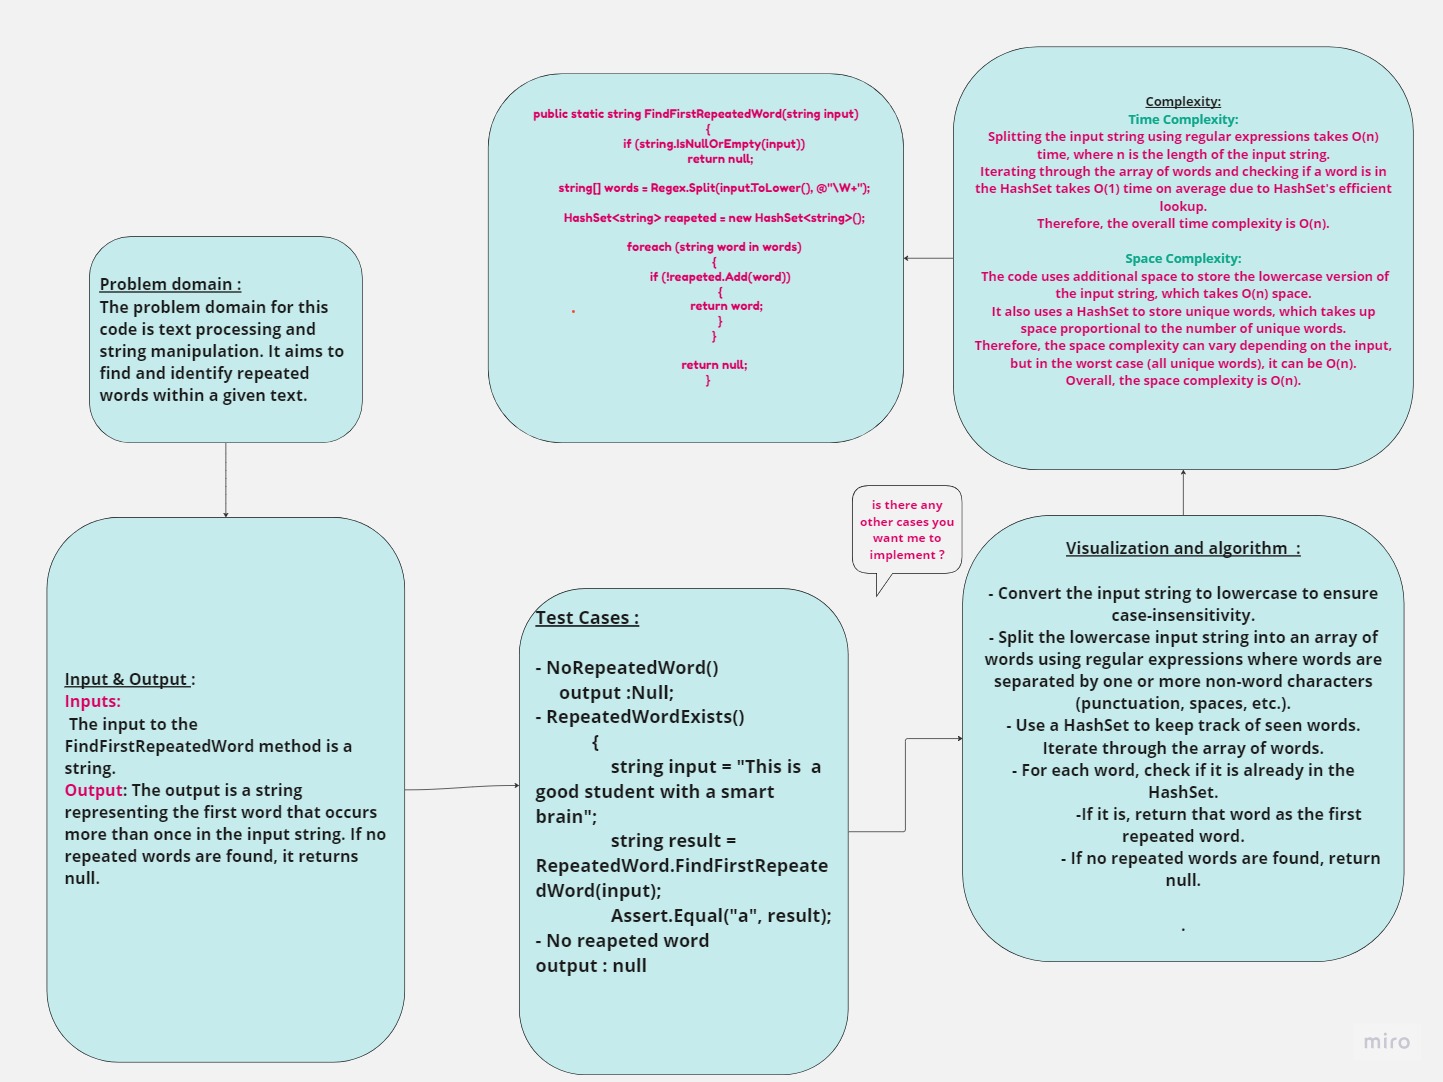 Problem domain :
The problem domain for this
code is text processing and
string manipulation. It aims to
find and identify repeated
words within a given text.
Input & Output :
Inputs:
The input to the
FindFirstRepeatedWord method is a
string.
Output: The output is a string
representing the first word that occurs
more than once in the input string. If no
repeated words are found, it returns
null.
Test Cases :
- NoRepeatedWord()
output :Null;
- RepeatedWordExists()
{
string input = "This is  a
good student with a smart
brain";
string result =
RepeatedWord.FindFirstRepeate
dWord(input);
Assert.Equal("a", result);
- No reapeted word
output : null
is there any
other cases you
want me to
implement ?
Visualization and algorithm  :
- Convert the input string to lowercase to ensure
case-insensitivity.
- Split the lowercase input string into an array of
words using regular expressions where words are
separated by one or more non-word characters
(punctuation, spaces, etc.).
- Use a HashSet to keep track of seen words.
Iterate through the array of words.
- For each word, check if it is already in the
HashSet.
-If it is, return that word as the first
repeated word.
- If no repeated words are found, return
null.
.
Complexity:
Time Complexity:
Splitting the input string using regular expressions takes O(n)
time, where n is the length of the input string.
Iterating through the array of words and checking if a word is in
the HashSet takes O(1) time on average due to HashSet's efficient
lookup.
Therefore, the overall time complexity is O(n).
Space Complexity:
The code uses additional space to store the lowercase version of
the input string, which takes O(n) space.
It also uses a HashSet to store unique words, which takes up
space proportional to the number of unique words.
Therefore, the space complexity can vary depending on the input,
but in the worst case (all unique words), it can be O(n).
Overall, the space complexity is O(n).
public static string FindFirstRepeatedWord(string input)
{
if (string.IsNullOrEmpty(input))
return null;
string[] words = Regex.Split(input.ToLower(), @"\W+");
HashSet<string> reapeted = new HashSet<string>();
foreach (string word in words)
{
if (!reapeted.Add(word))
{
return word;
}
}
return null;
}
miro